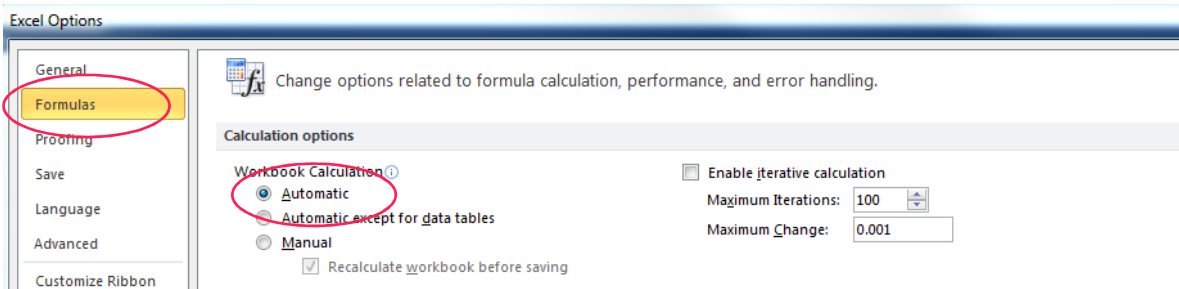 Excel Options
General
Formulas
Proofing
Save
Language
Advanced
Customize Ribbon
fx Change options related to formula calculation, performance, and error handling.
Calculation options
Workbook Calculation
Automatic
Automatic except for data tables
Manual
Recalculate workbook before saving
Enable iterative calculation
Maximum Iterations: 100
Maximum Change: 0.001